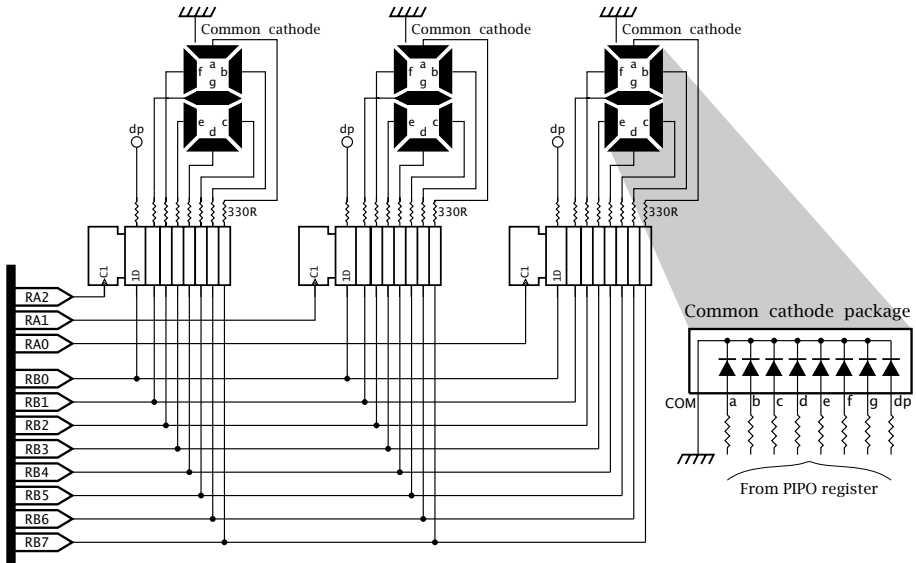 Common cathode
Common cathode
Common cathode
a
f b
g
e c
d
a
f b
g
e c
d
a
f b
g
e c
d
dp
dp
dp
330R
330R
330R
C1
1D
C1
1D
C1
1D
RA2
RA1
RA0
RB0
RB1
RB2
RB3
RB4
RB5
RB6
RB7
Common cathode package
COM a b c d e f g dp
From PIPO register